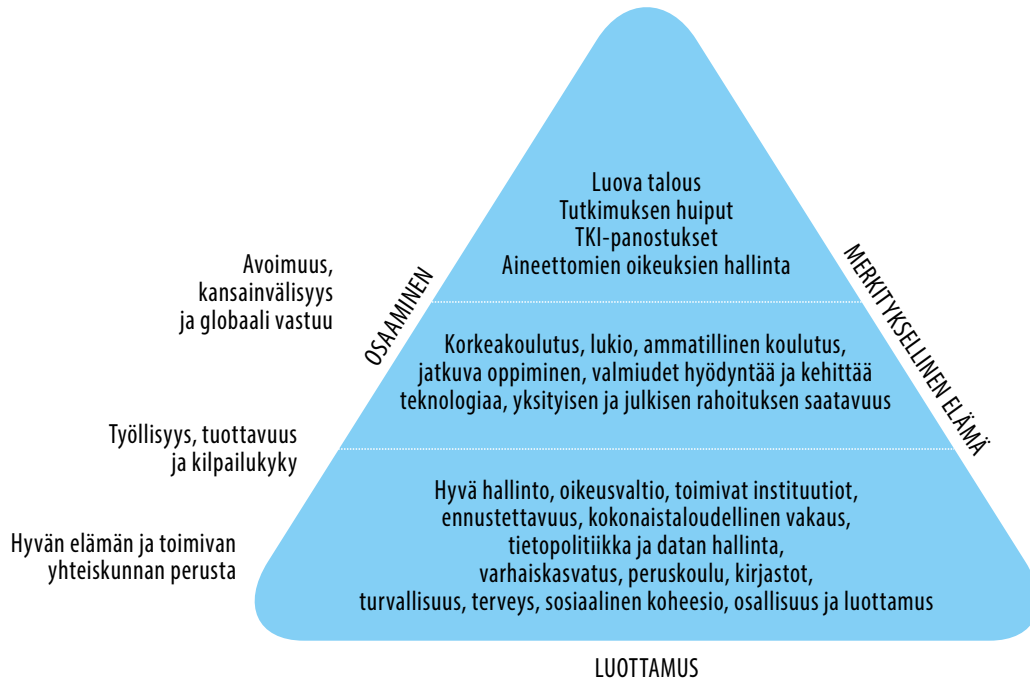 Luova talous
Tutkimuksen huiput
TKI-panostukset
Aineettomien oikeuksien hallinta
Avoimuus,
kansainvälisyys
ja globaali vastuu
OSAAMINEN
MERKITYKSELLINEN ELÄMÄ
Korkeakoulutus, lukio, ammatillinen koulutus,
jatkuva oppiminen, valmiudet hyödyntää ja kehittää
teknologiaa, yksityisen ja julkisen rahoituksen saatavuus
Työllisyys, tuottavuus
ja kilpailukyky
Hyvä hallinto, oikeusvaltio, toimivat instituutiot,
ennustettavuus, kokonaistaloudellinen vakaus,
tietopolitiikka ja datan hallinta,
varhaiskasvatus, peruskoulu, kirjastot,
turvallisuus, terveys, sosiaalinen koheesio, osallisuus ja luottamus
Hyvän elämän ja toimivan
yhteiskunnan perusta
LUOTTAMUS